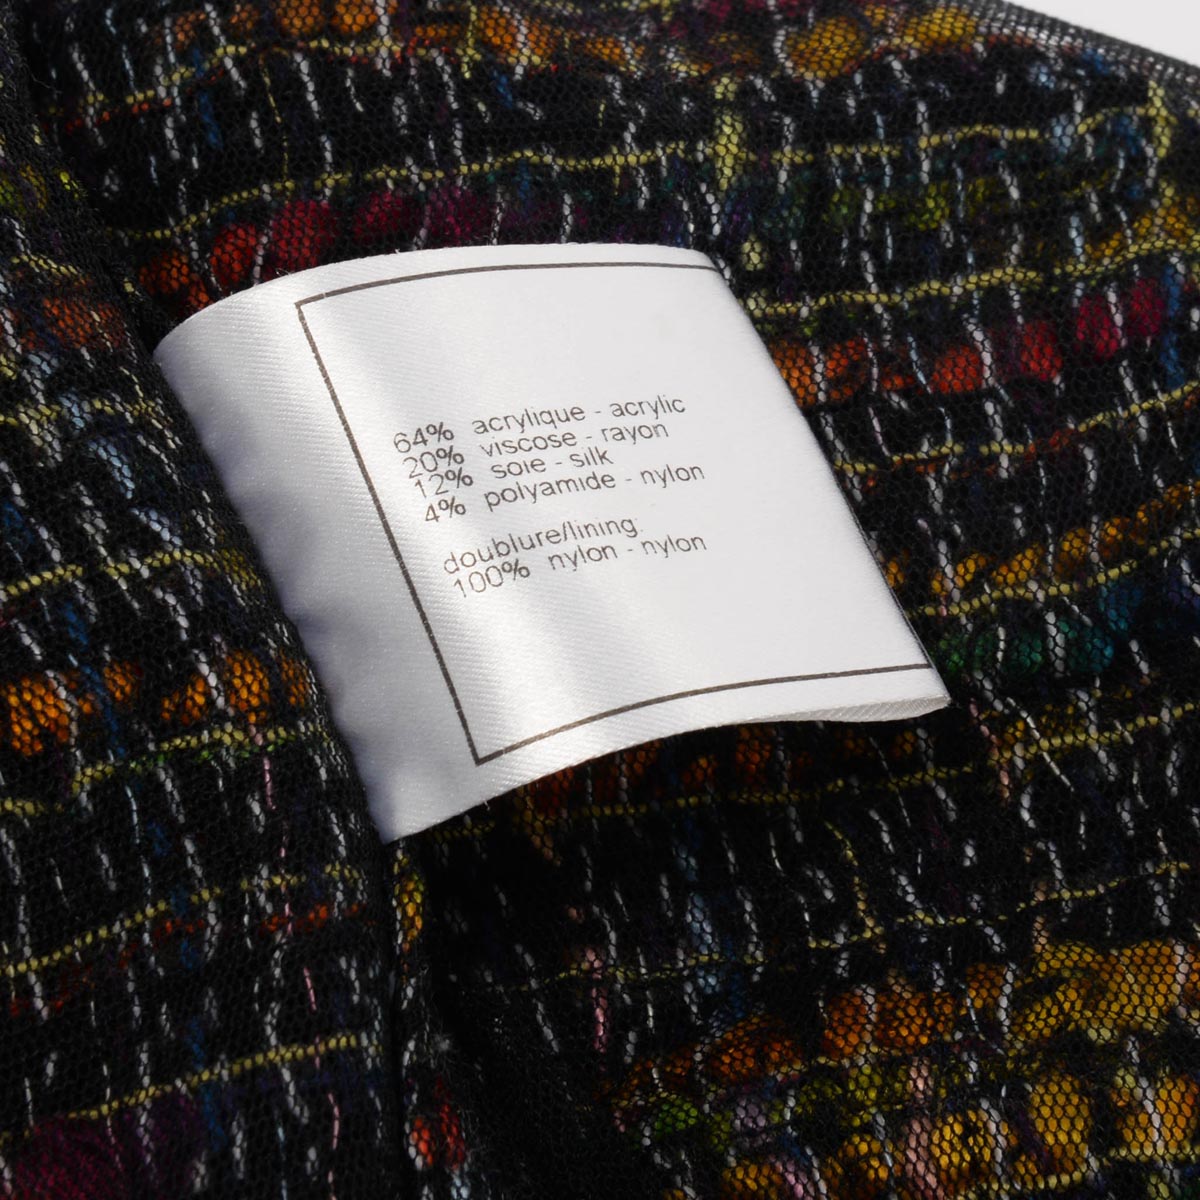 64% acrylique - acrylic
20% viscose - rayon
12% soie - silk
4% polyamide - nylon
doublure/lining:
100% nylon - nylon